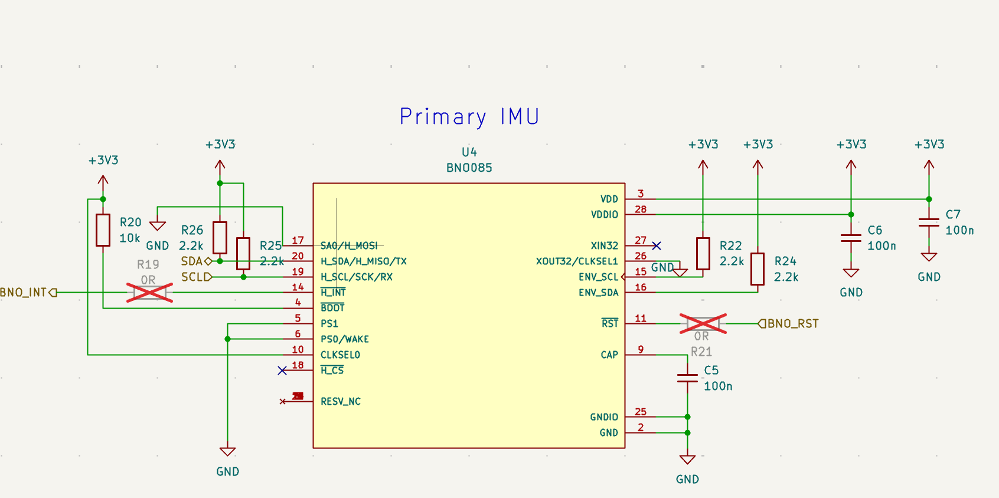 Primary IMU
U4
BNO085
+3V3
+3V3
+3V3
+3V3
+3V3
+3V3
R20
10k
GND
R26
2.2k
R25
2.2k
SDA
SCL
R19
0R
BNO_INT
17
20
19
14
4
5
6
10
18
SA0/H_MOSI
H_SDA/H_MISO/TX
H_SCL/SCK/RX
H_INT
BOOT
PS1
PS0/WAKE
CLKSEL0
H_CS
RESV_NC
GND
VDD
VDDIO
XIN32
XOUT32/CLKSEL1
ENV_SCL
ENV_SDA
RST
CAP
GNDIO
GND
3
28
27
26
15
16
11
9
25
2
GND
R22
2.2k
R24
2.2k
C6
100n
GND
C7
100n
GND
BNO_RST
0R
R21
C5
100n
GND